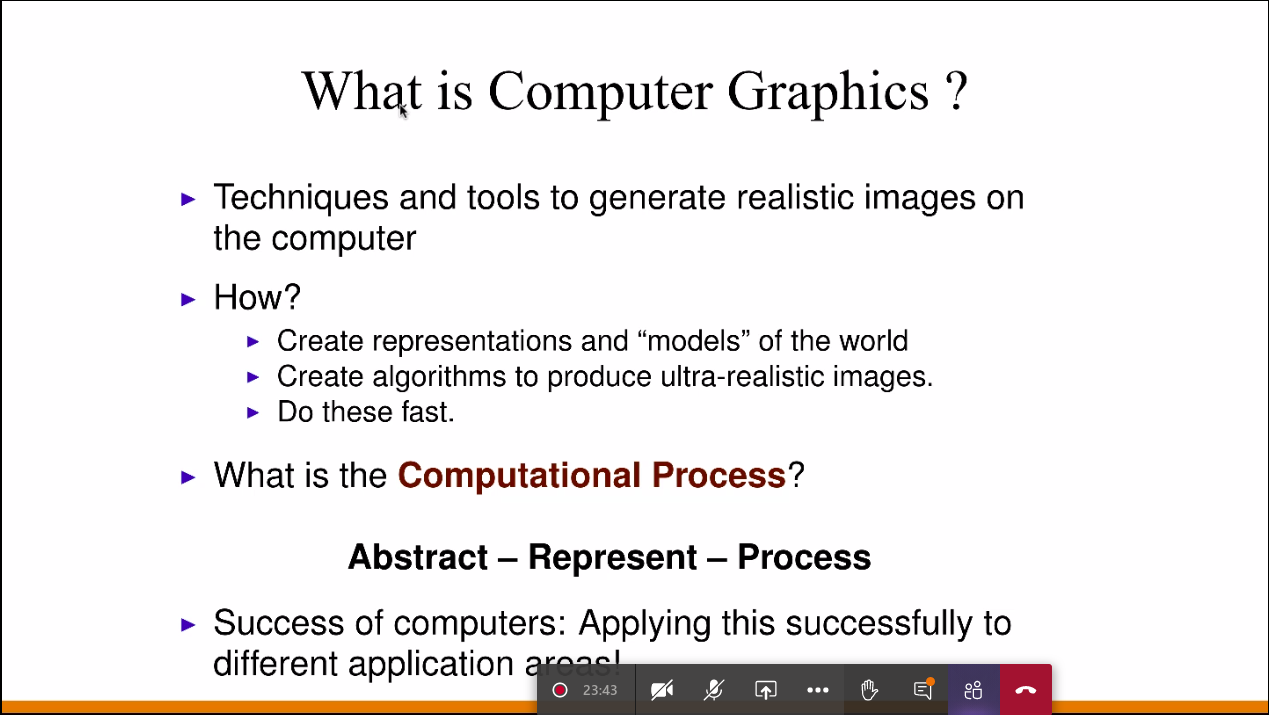 What is Computer Graphics ?
Techniques and tools to generate realistic images on
the computer
How?
Create representations and “models” of the world
Create algorithms to produce ultra-realistic images.
Do these fast.
What is the Computational Process?
Abstract – Represent – Process
Success of computers: Applying this successfully to
different application areas!
23:43